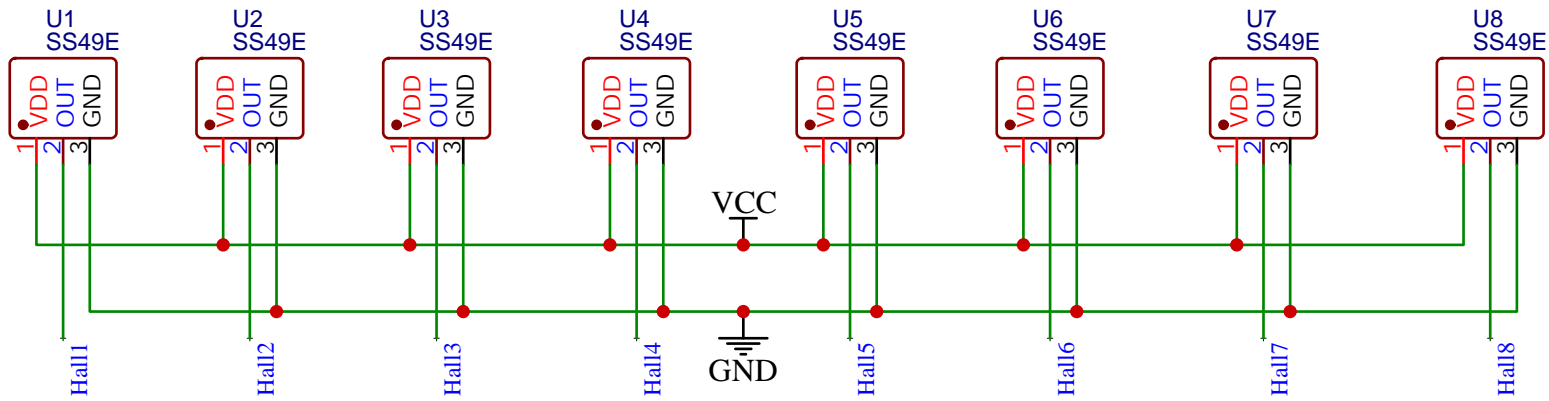 U1 U2 U3 U4 U5 U6 U7 U8
SS49E SS49E SS49E SS49E SS49E SS49E SS49E SS49E
VDD OUT GND VDD OUT GND VDD OUT GND VDD OUT GND VDD OUT GND VDD OUT GND VDD OUT GND VDD OUT GND
1 2 3 1 2 3 1 2 3 1 2 3 1 2 3 1 2 3 1 2 3 1 2 3
VCC
Hall1 Hall2 Hall3 Hall4 GND Hall5 Hall6 Hall7 Hall8